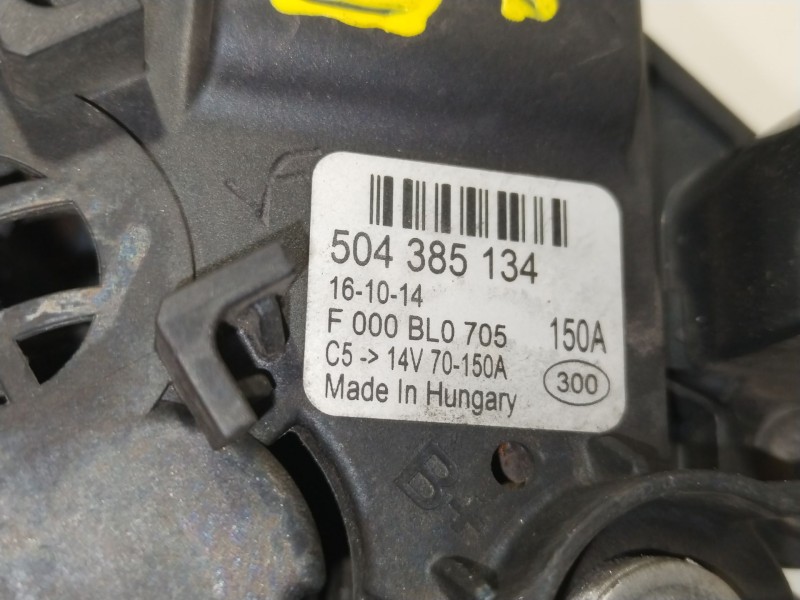 504 385 134
16-10-14
F 000 BL0 705 150A
C5 -> 14V 70-150A
300
Made In Hungary
B+